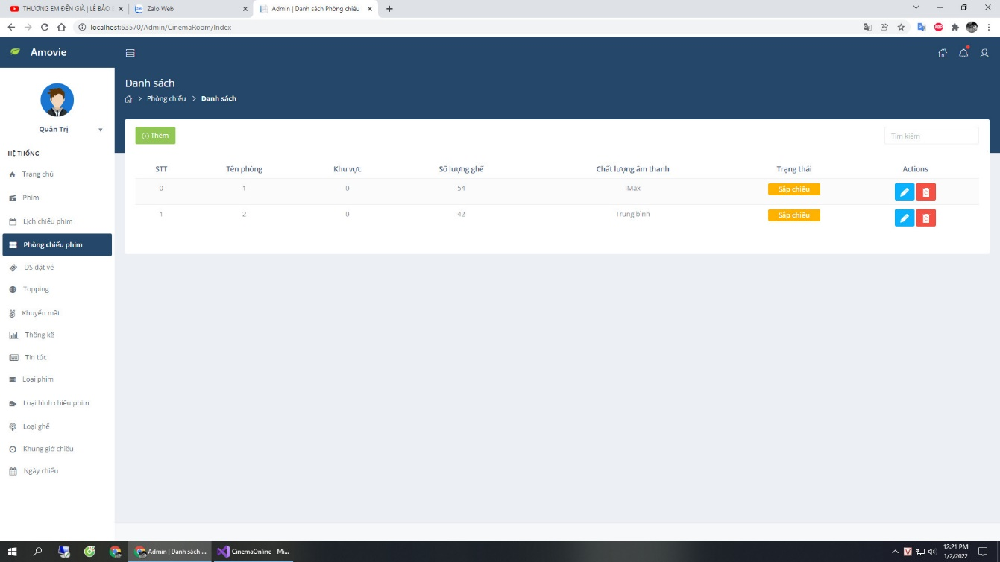 THƯƠNG EM ĐẾN GIÀ | LÊ BẢO
Zalo Web
Admin | Danh sách Phòng chiếu
localhost:63570/Admin/CinemaRoom/Index
Amovie
Danh sách
Phòng chiếu > Danh sách
Quản Trị
HỆ THỐNG
Trang chủ
Phim
Lịch chiếu phim
Phòng chiếu phim
DS đặt vé
Topping
Khuyến mãi
Thống kê
Tin tức
Loại phim
Loại hình chiếu phim
Loại ghế
Khung giờ chiếu
Ngày chiếu
Thêm
Tìm kiếm
STT Tên phòng Khu vực Số lượng ghế Chất lượng âm thanh Trạng thái Actions
0 1 0 54 IMax Sắp chiếu
1 2 0 42 Trung bình Sắp chiếu
Admin | Danh sách ...
CinemaOnline - Mi...
12:21 PM
1/2/2022